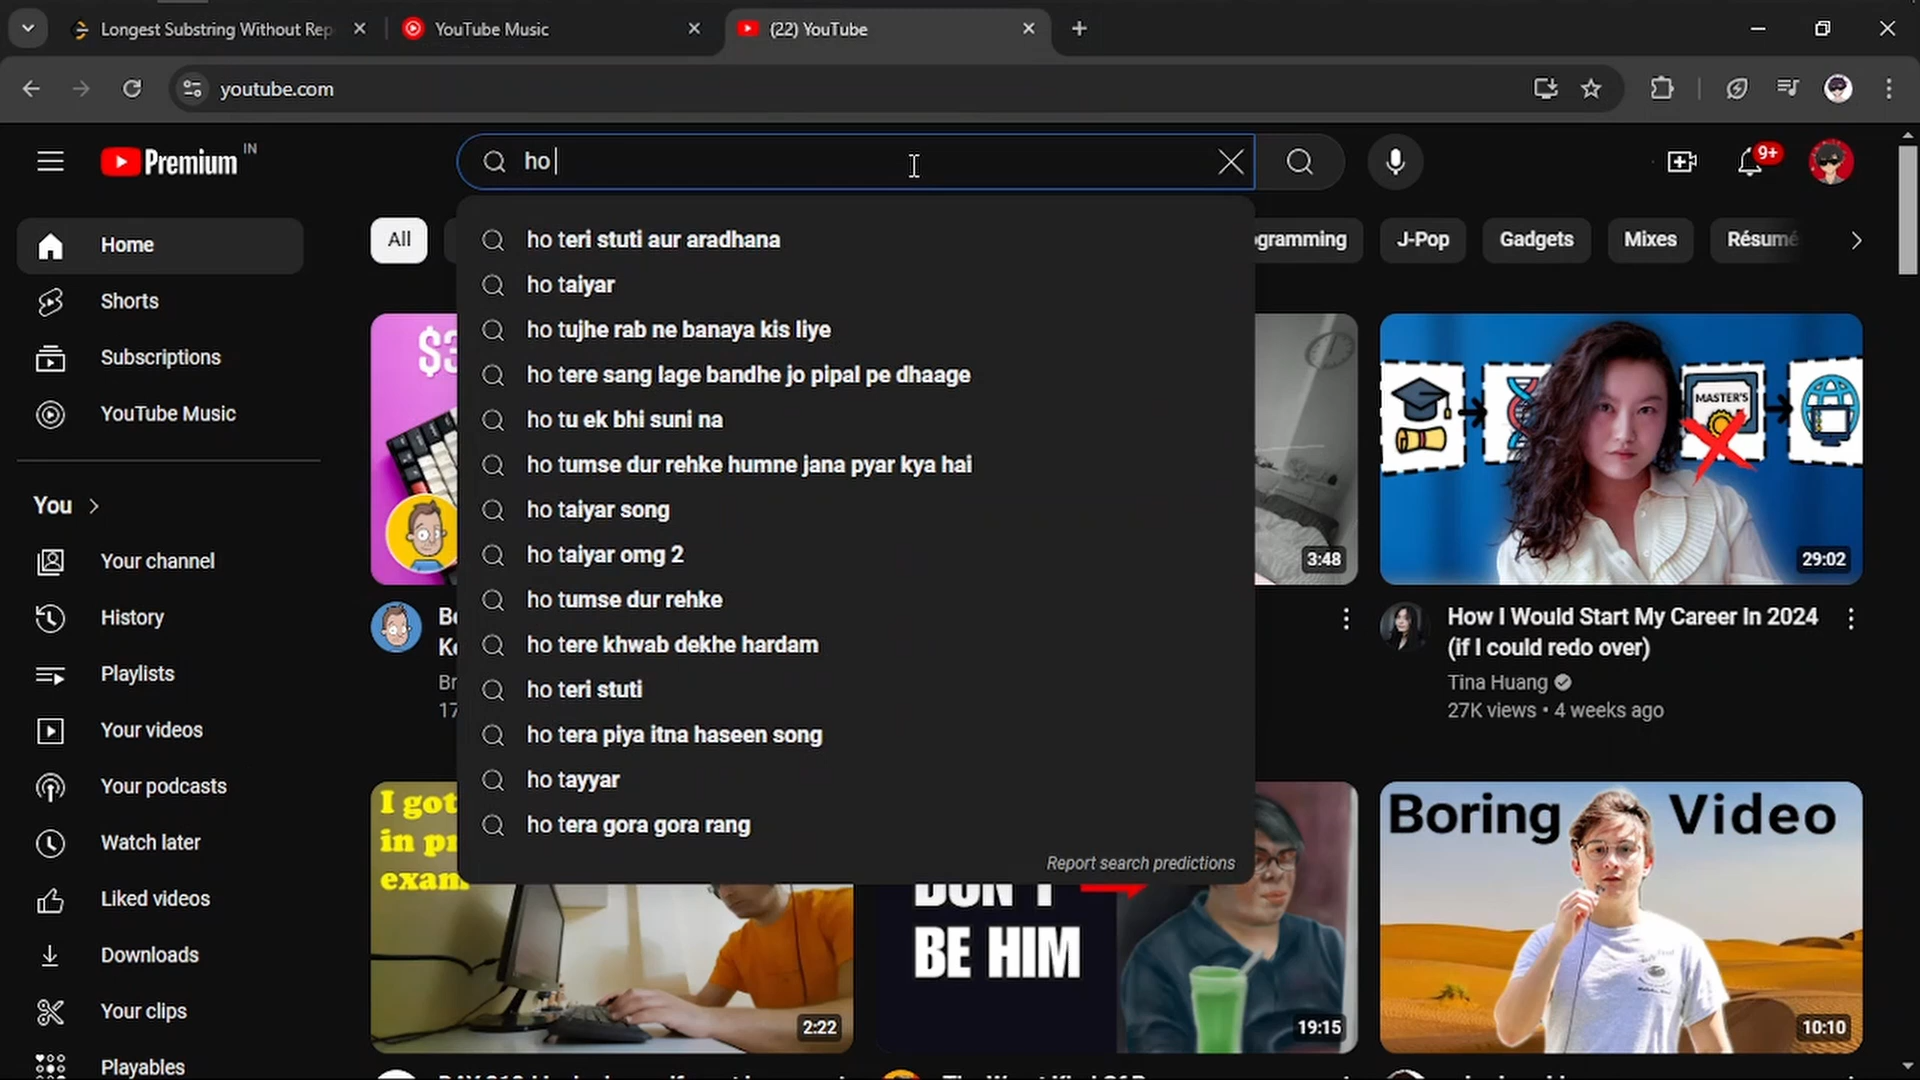 Longest Substring Without Rep
YouTube Music
(22) YouTube
youtube.com
Premium IN
ho
9+
Home
Shorts
Subscriptions
YouTube Music
You
Your channel
History
Playlists
Your videos
Your podcasts
Watch later
Liked videos
Downloads
Your clips
Playables
All
J-Pop
Gadgets
Mixes
Résumé
ho teri stuti aur aradhana
ho taiyar
ho tujhe rab ne banaya kis liye
ho tere sang lage bandhe jo pipal pe dhaage
ho tu ek bhi suni na
ho tumse dur rehke humne jana pyar kya hai
ho taiyar song
ho taiyar omg 2
ho tumse dur rehke
ho tere khwab dekhe hardam
ho teri stuti
ho tera piya itna haseen song
ho tayyar
ho tera gora gora rang
Report search predictions
3:48
MASTER'S
29:02
How I Would Start My Career In 2024
(if I could redo over)
Tina Huang
27K views • 4 weeks ago
I got
in pr
exam
2:22
DON'T
BE HIM
19:15
Boring Video
10:10